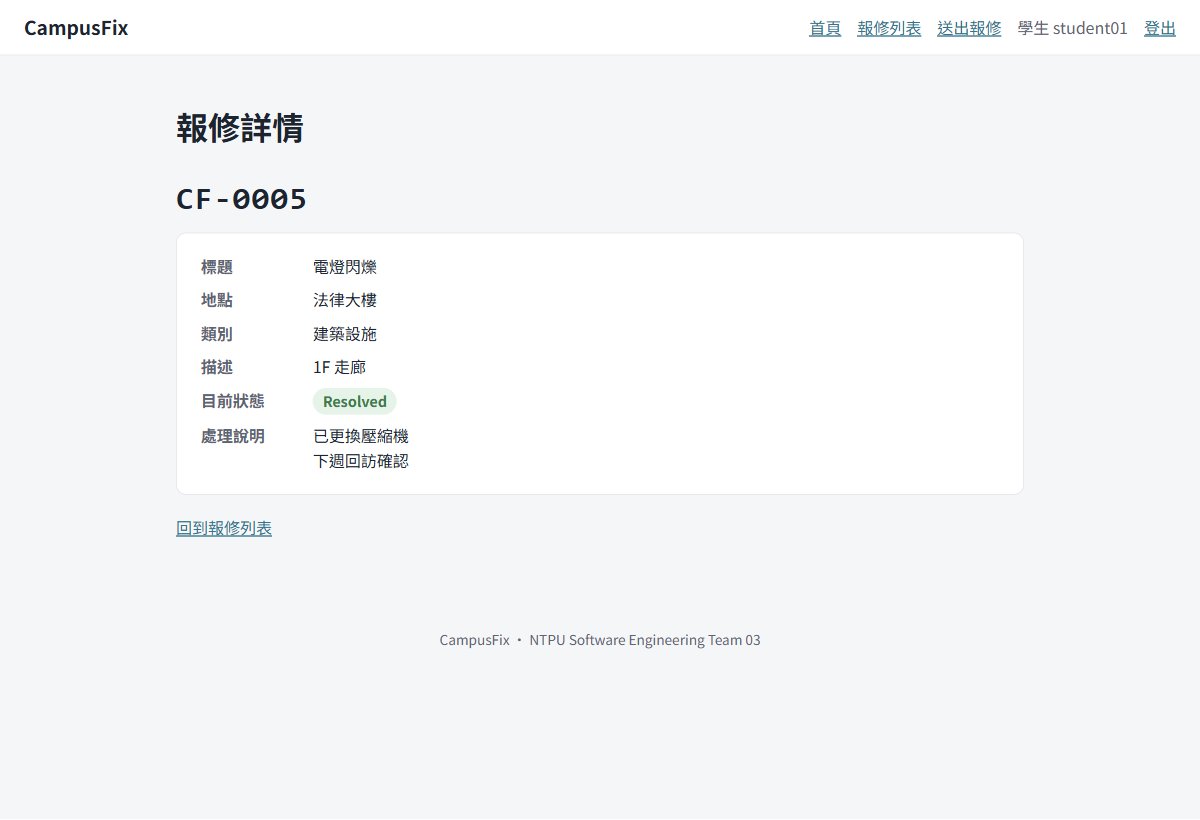 CampusFix
首頁 報修列表 送出報修 學生 student01 登出
報修詳情
CF-0005
標題 電燈閃爍
地點 法律大樓
類別 建築設施
描述 1F 走廊
目前狀態 Resolved
處理說明 已更換壓縮機
下週回訪確認
回到報修列表
CampusFix ・ NTPU Software Engineering Team 03